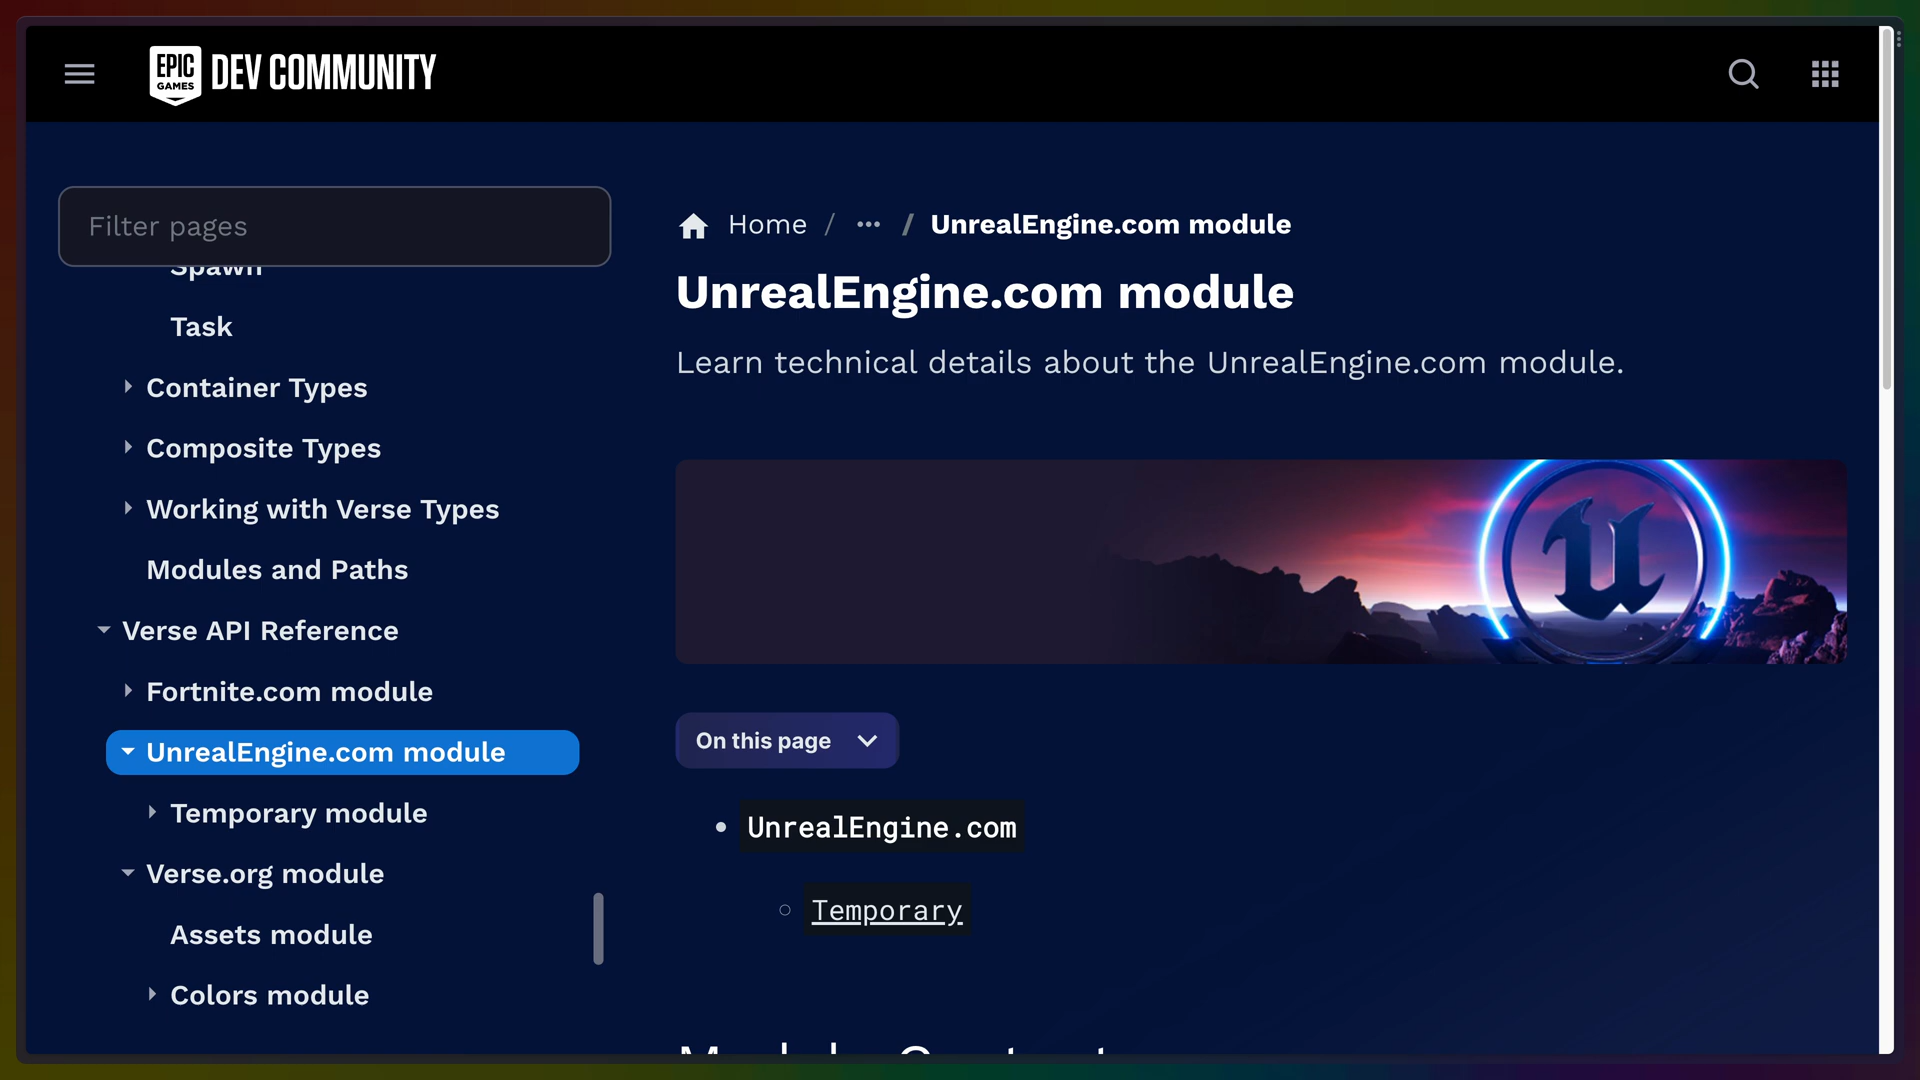 EPIC GAMES DEV COMMUNITY
Filter pages
Spawn
Task
Container Types
Composite Types
Working with Verse Types
Modules and Paths
Verse API Reference
Fortnite.com module
UnrealEngine.com module
Temporary module
Verse.org module
Assets module
Colors module
Home / ··· / UnrealEngine.com module
UnrealEngine.com module
Learn technical details about the UnrealEngine.com module.
On this page
UnrealEngine.com
Temporary